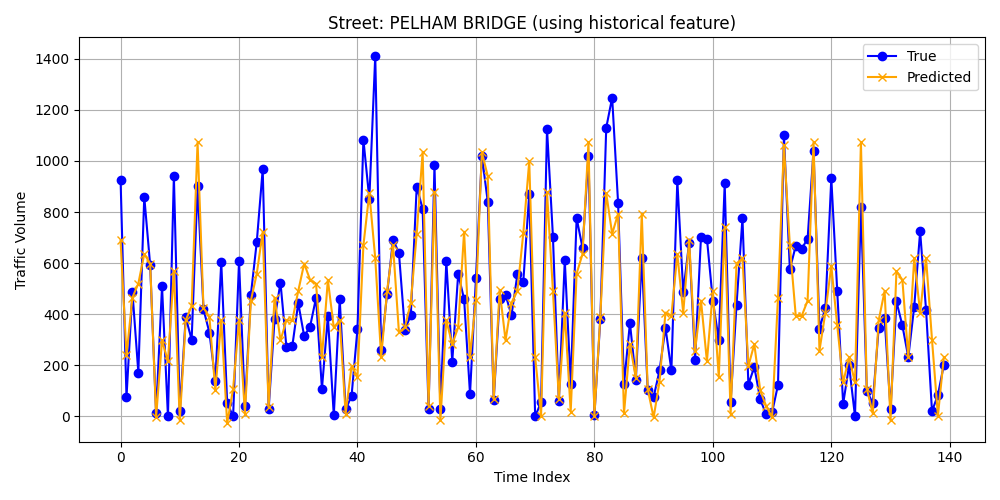 Street: PELHAM BRIDGE (using historical feature)
True
Predicted
Traffic Volume
1400
1200
1000
800
600
400
200
0
0 20 40 60 80 100 120 140
Time Index